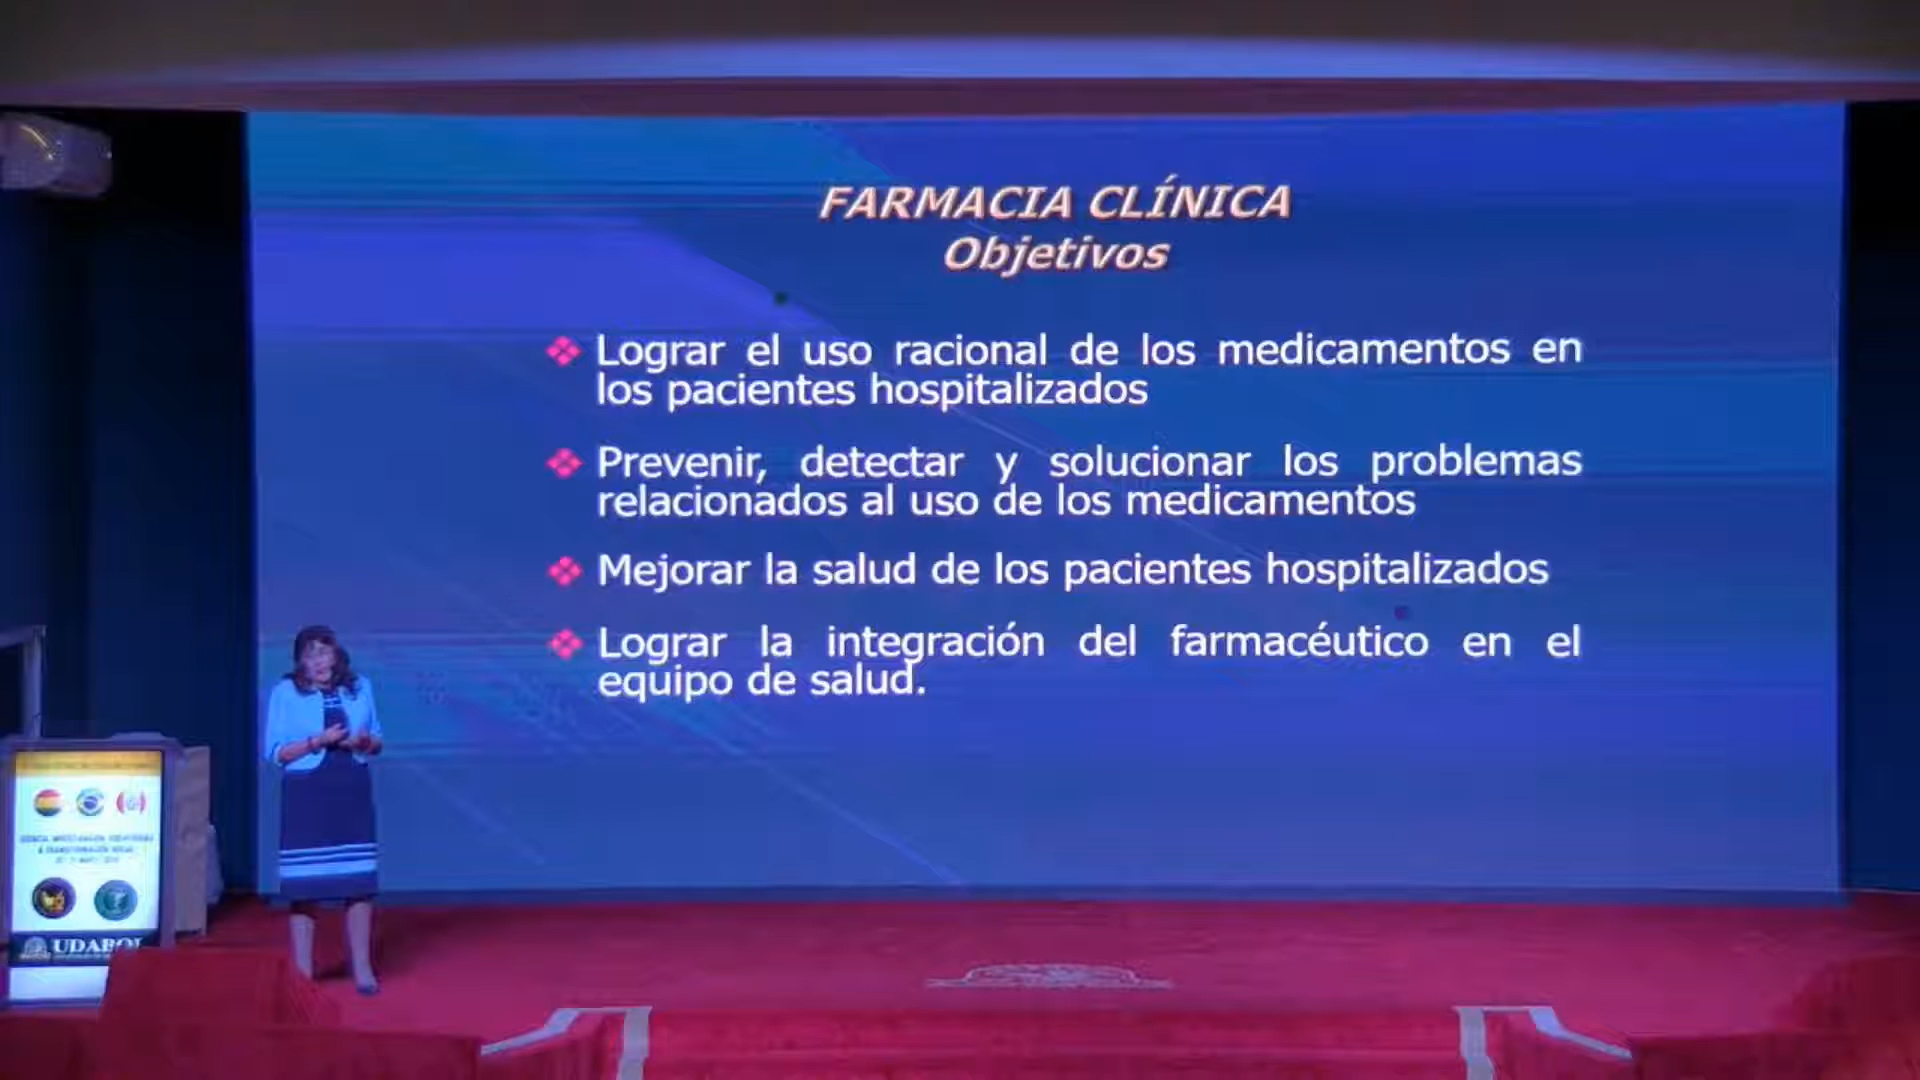 FARMACIA CLÍNICA
Objetivos
Lograr el uso racional de los medicamentos en
los pacientes hospitalizados
Prevenir, detectar y solucionar los problemas
relacionados al uso de los medicamentos
Mejorar la salud de los pacientes hospitalizados
Lograr la integración del farmacéutico en el
equipo de salud.
UDABOL